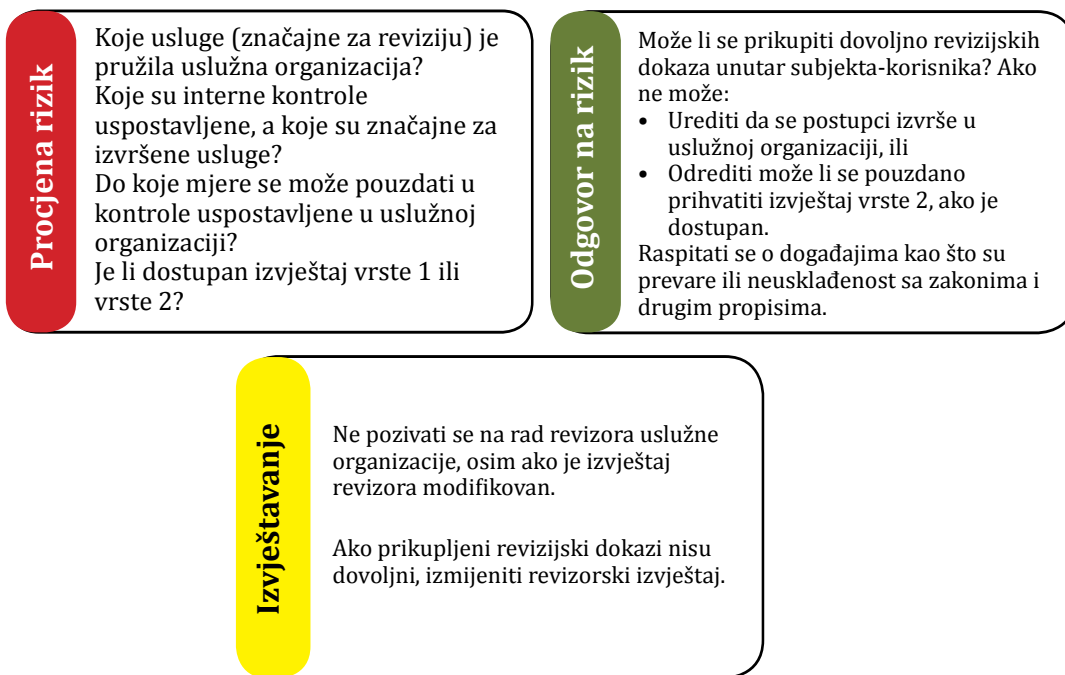 Procjena rizik
Koje usluge (značajne za reviziju) je
pružila uslužna organizacija?
Koje su interne kontrole
uspostavljene, a koje su značajne za
izvršene usluge?
Do koje mjere se može pouzdati u
kontrole uspostavljene u uslužnoj
organizaciji?
Je li dostupan izvještaj vrste 1 ili
vrste 2?
Odgovor na rizik
Može li se prikupiti dovoljno revizijskih
dokaza unutar subjekta-korisnika? Ako
ne može:
• Urediti da se postupci izvrše u
uslužnoj organizaciji, ili
• Odrediti može li se pouzdano
prihvatiti izvještaj vrste 2, ako je
dostupan.
Raspitati se o događajima kao što su
prevare ili neusklađenost sa zakonima i
drugim propisima.
Izvještavanje
Ne pozivati se na rad revizora uslužne
organizacije, osim ako je izvještaj
revizora modifikovan.
Ako prikupljeni revizijski dokazi nisu
dovoljni, izmijeniti revizorski izvještaj.